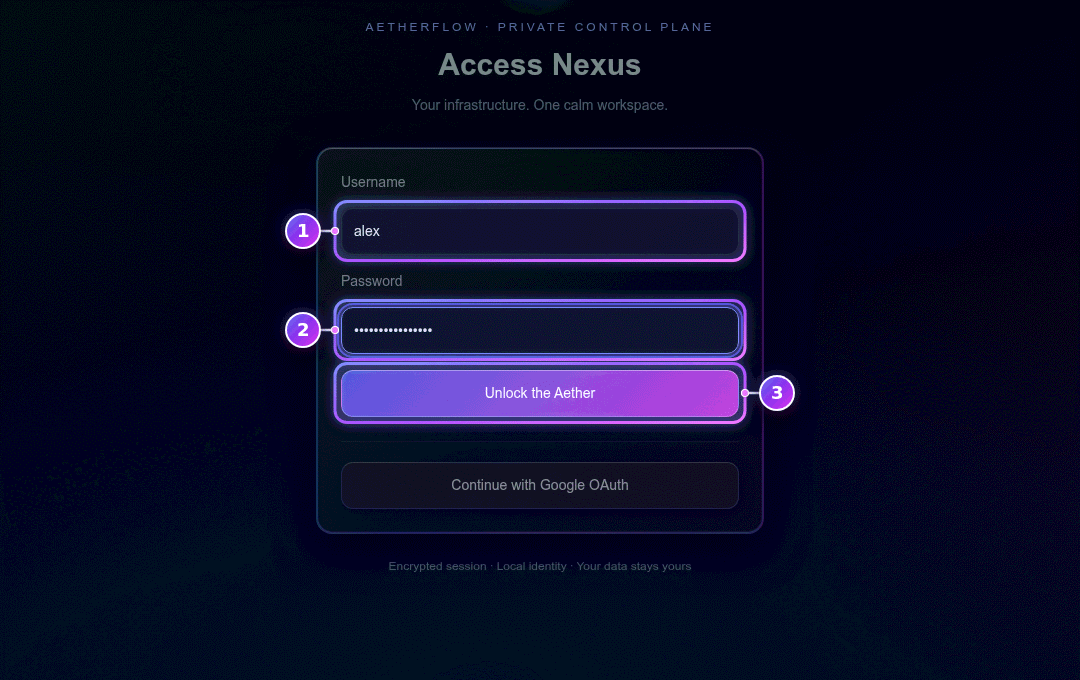 AETHERFLOW · PRIVATE CONTROL PLANE
Access Nexus
Your infrastructure. One calm workspace.
Username
1
alex
Password
2
••••••••••••••••
Unlock the Aether
3
Continue with Google OAuth
Encrypted session · Local identity · Your data stays yours